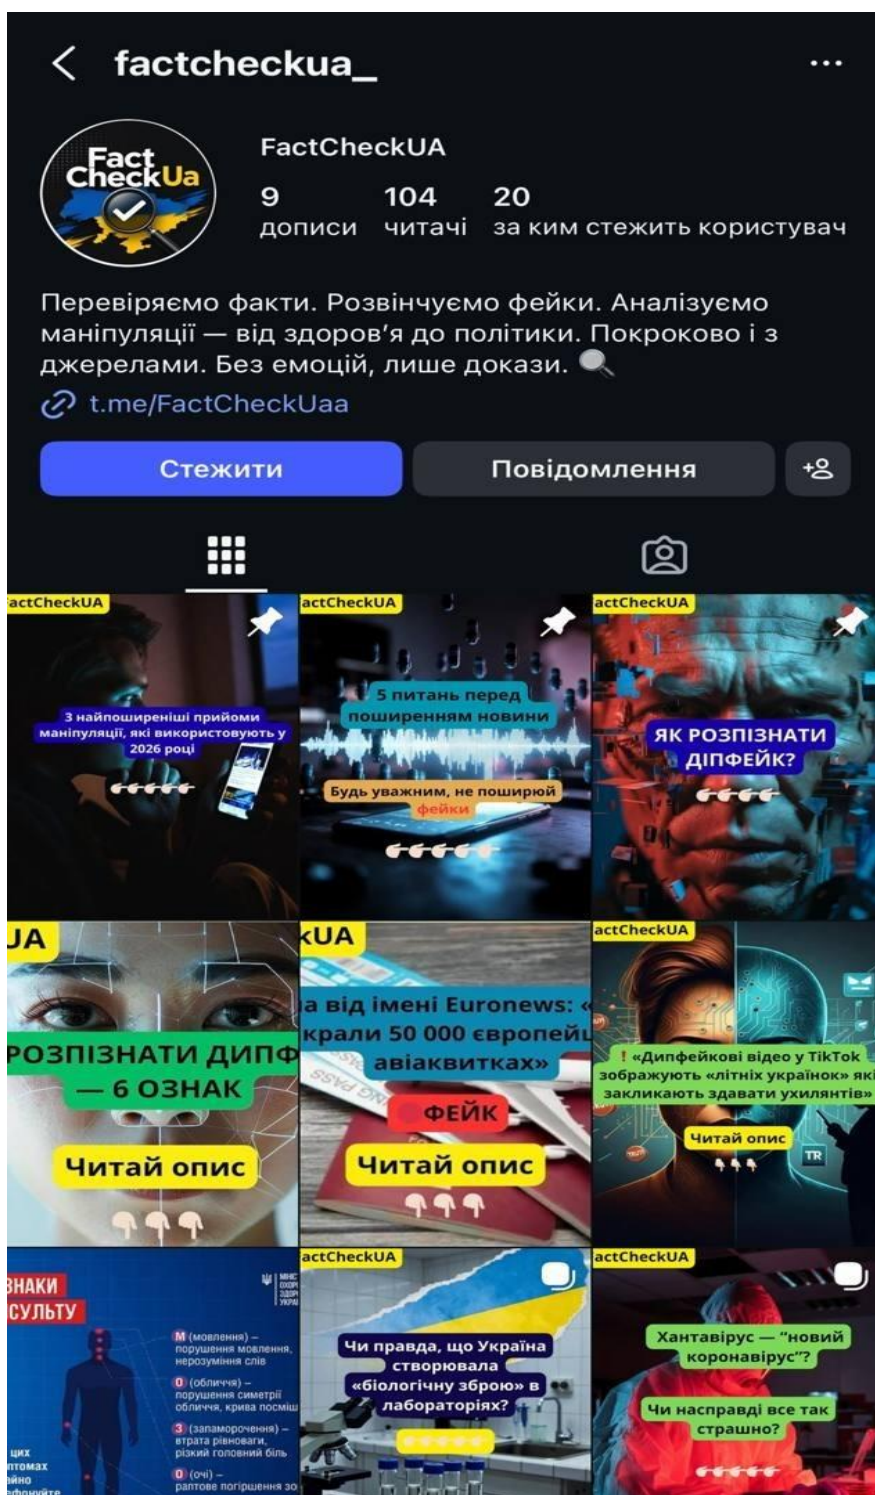 factcheckua_
Fact
CheckUa
FactCheckUA
9 104 20
дописи читачі за ким стежить користувач
Перевіряємо факти. Розвінчуємо фейки. Аналізуємо
маніпуляції — від здоров’я до політики. Покроково і з
джерелами. Без емоцій, лише докази.
t.me/FactCheckUaa
Стежити Повідомлення
actCheckUA
3 найпоширеніші прийоми
маніпуляції, які використовують у
2026 році
actCheckUA
5 питань перед
поширенням новини
Будь уважним, не поширюй
фейки
actCheckUA
ЯК РОЗПІЗНАТИ
ДІПФЕЙК?
UA
РОЗПІЗНАТИ ДИПФ
— 6 ОЗНАК
Читай опис
kUA
а від імені Euronews: «
крали 50 000 європейц
авіаквитках»
ФЕЙК
Читай опис
actCheckUA
«Дипфейкові відео у TikTok
зображують «літніх українок» які
закликають здавати ухилянтів»
Читай опис
TR
ЗНАКИ
СУЛЬТУ
М (мовлення) –
порушення мовлення,
нерозуміння слів
О (обличчя) –
порушення симетрії
обличчя, крива посміш
З (запаморочення) –
втрата рівноваги,
різкий головний біль
О (очі) –
раптове погіршення зо
цих
птомах
actCheckUA
Чи правда, що Україна
створювала
«біологічну зброю» в
лабораторіях?
actCheckUA
Хантавірус — “новий
коронавірус”?
Чи насправді все так
страшно?